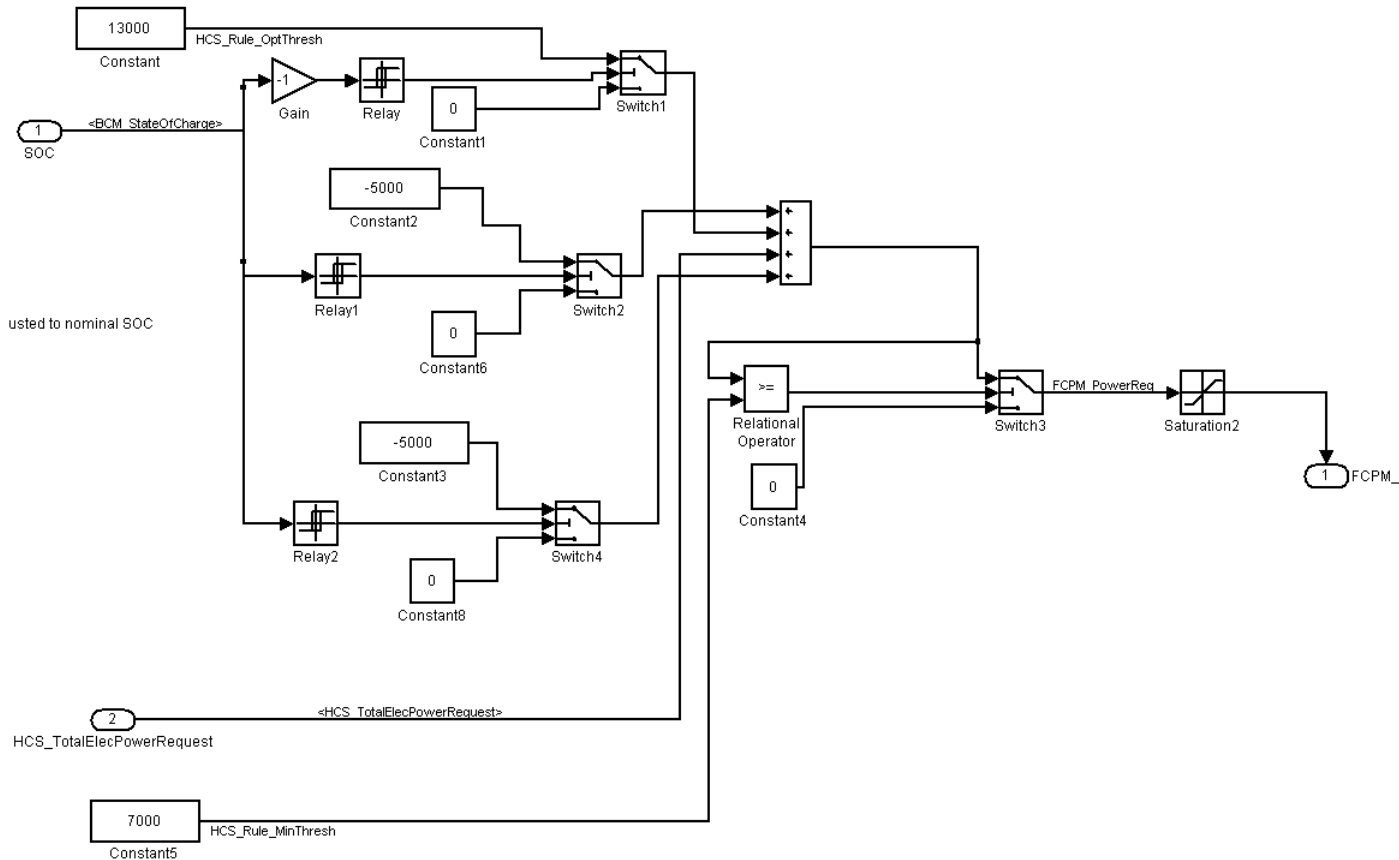 13000
HCS_Rule_OptThresh
Constant
-1
Gain
Relay
0
Constant1
Switch1
1
<BCM_StateOfCharge>
SOC
-5000
Constant2
Relay1
Switch2
usted to nominal SOC
0
Constant6
>=
Relational
Operator
Switch3
FCPM_PowerReq
Saturation2
-5000
Constant3
0
Constant4
1
FCPM_
Relay2
Switch4
0
Constant8
2
<HCS_TotalElecPowerRequest>
HCS_TotalElecPowerRequest
7000
HCS_Rule_MinThresh
Constant5